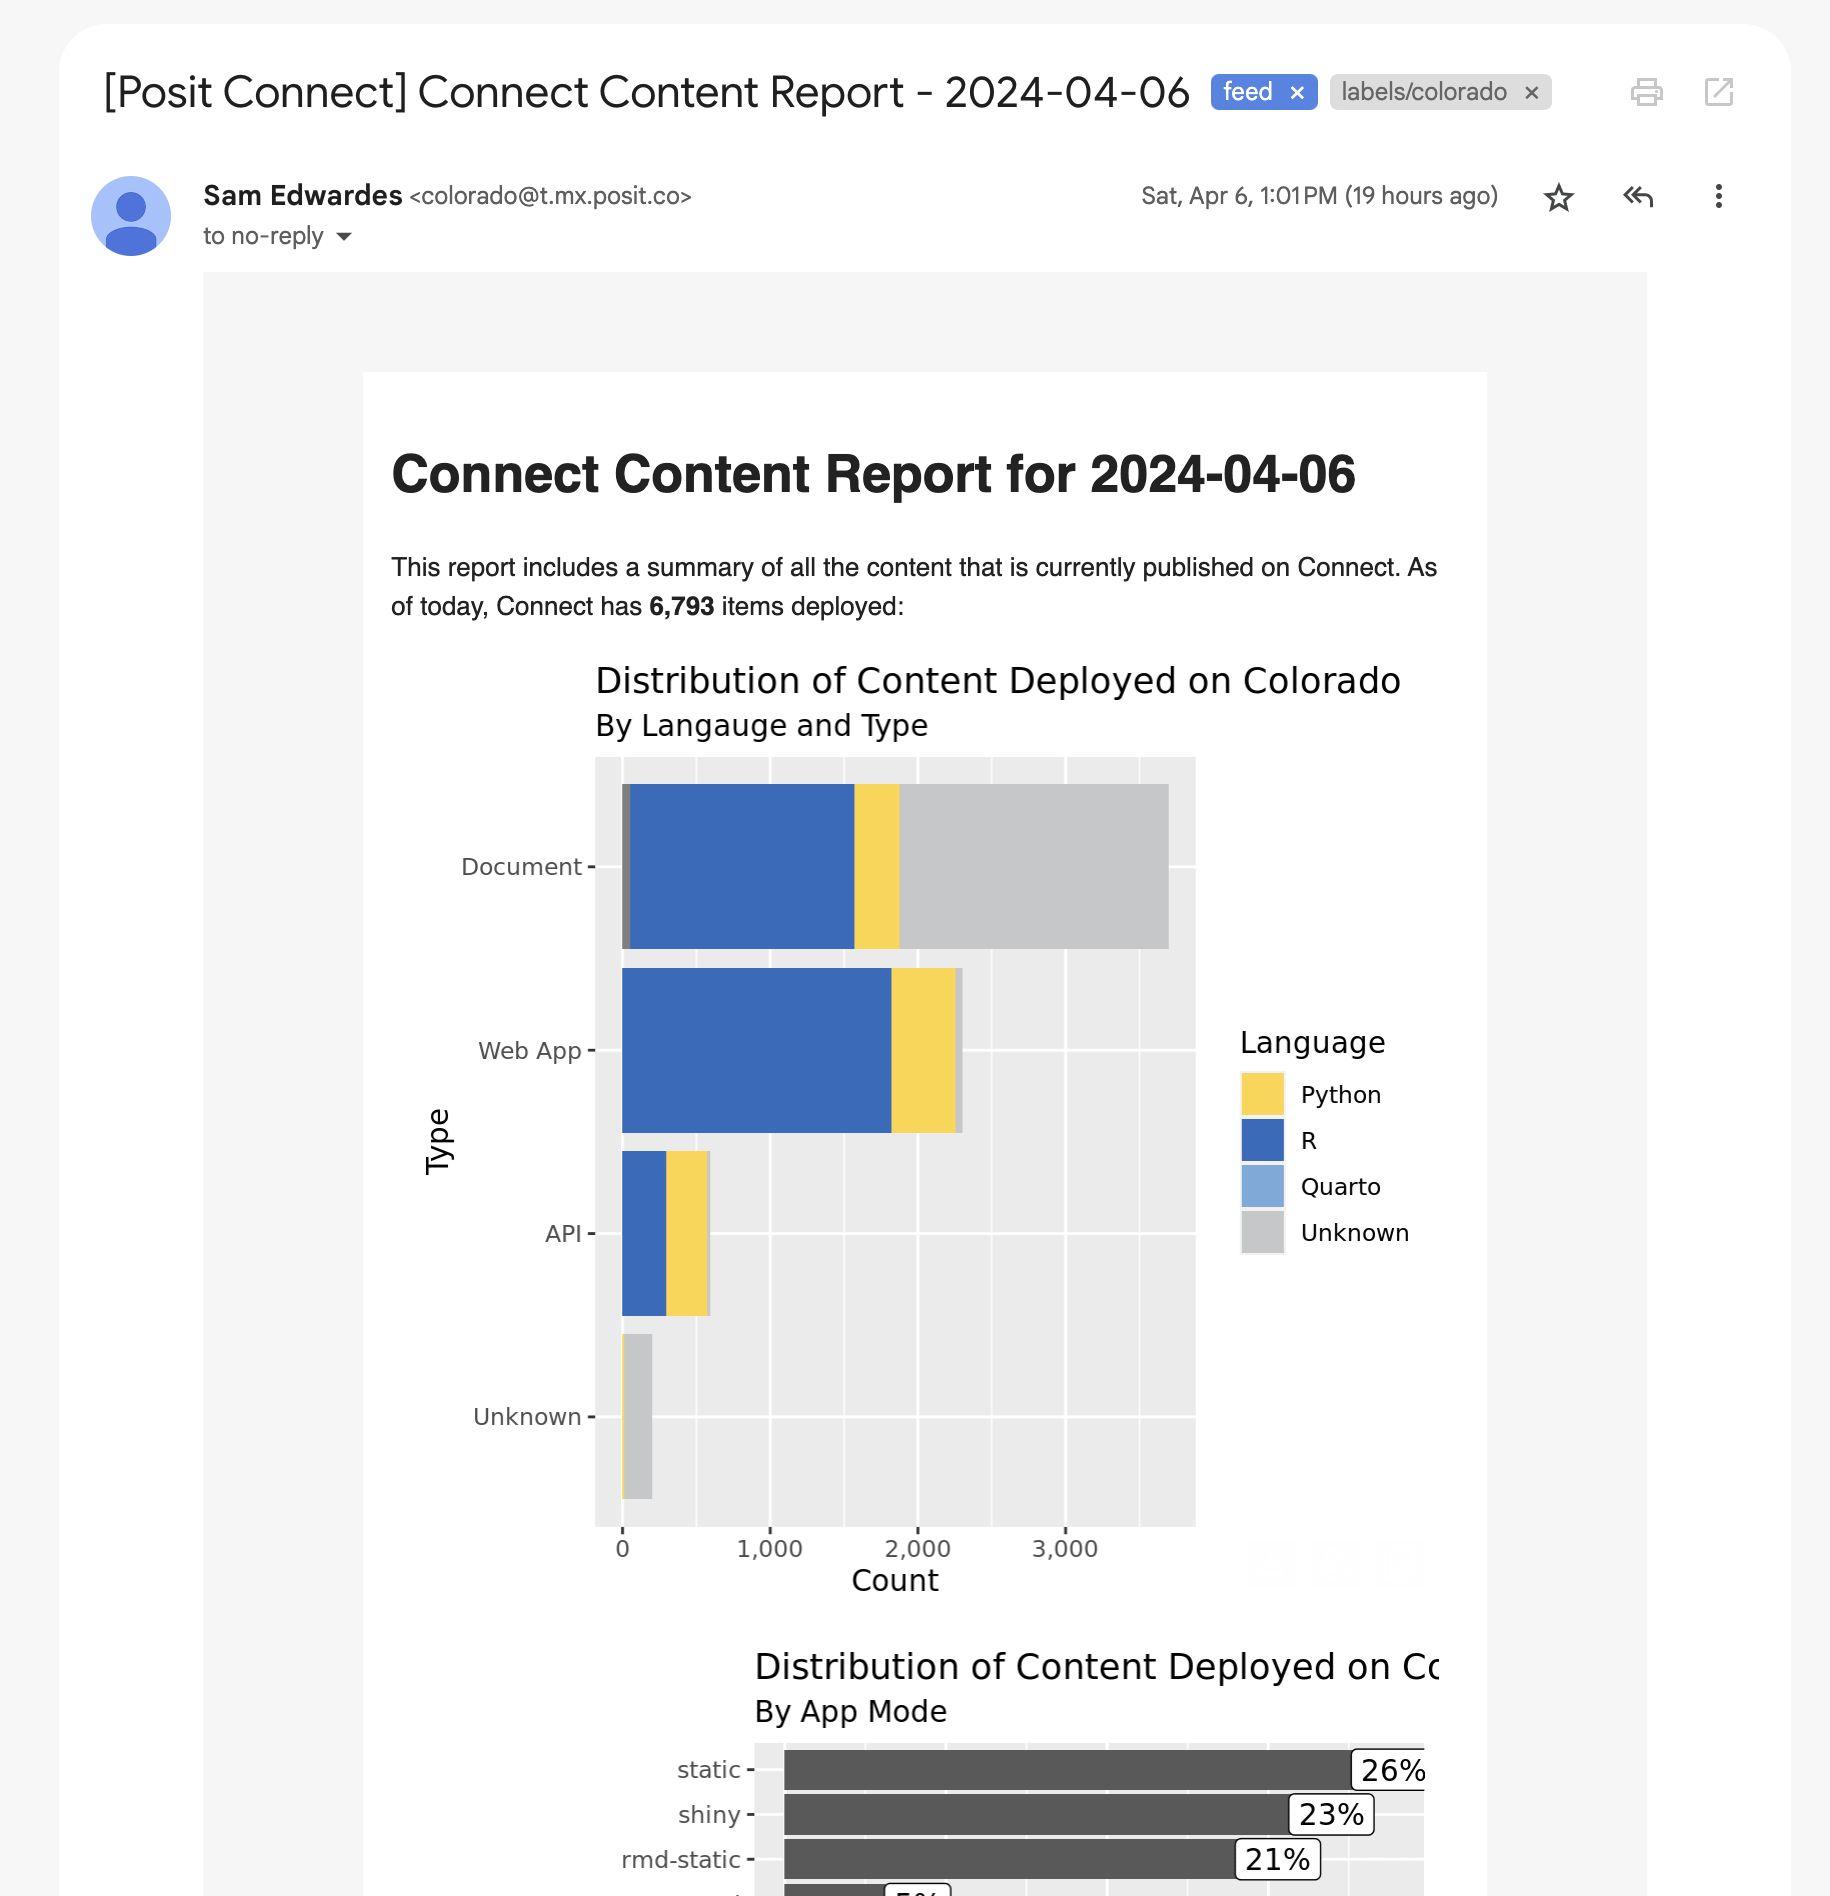 [Posit Connect] Connect Content Report - 2024-04-06 feed × labels/colorado ×
Sam Edwardes <colorado@t.mx.posit.co> Sat, Apr 6, 1:01 PM (19 hours ago)
to no-reply
Connect Content Report for 2024-04-06
This report includes a summary of all the content that is currently published on Connect. As
of today, Connect has 6,793 items deployed:
Distribution of Content Deployed on Colorado
By Langauge and Type
Document
Web App
API
Unknown
Type
0 1,000 2,000 3,000
Count
Language
Python
R
Quarto
Unknown
Distribution of Content Deployed on Co
By App Mode
static 26%
shiny 23%
rmd-static 21%
5%